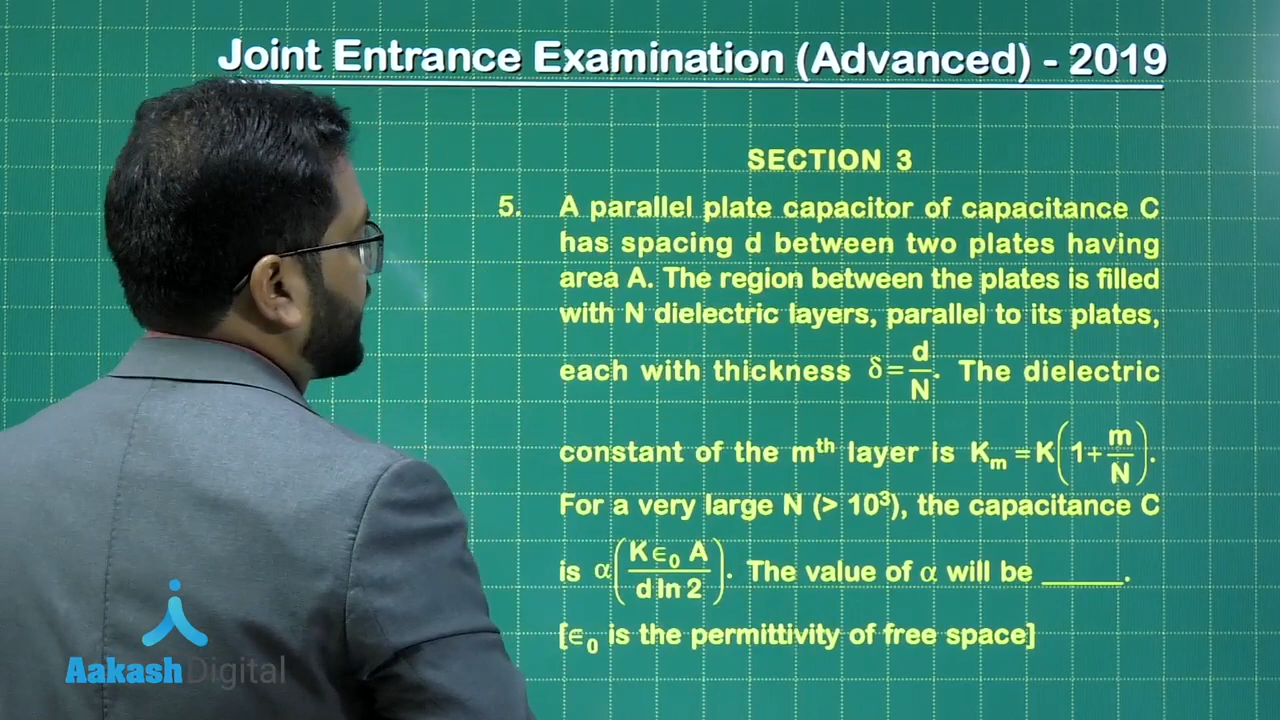 Joint Entrance Examination (Advanced) - 2019
SECTION 3
5. A parallel plate capacitor of capacitance C
has spacing d between two plates having
area A. The region between the plates is filled
with N dielectric layers, parallel to its plates,
each with thickness δ = d/N. The dielectric
constant of the mᵗʰ layer is Kₘ = K(1 + m/N).
For a very large N (> 10³), the capacitance C
is α(K∈₀ A / d ln 2). The value of α will be ______.
[∈₀ is the permittivity of free space]
Aakash Digital